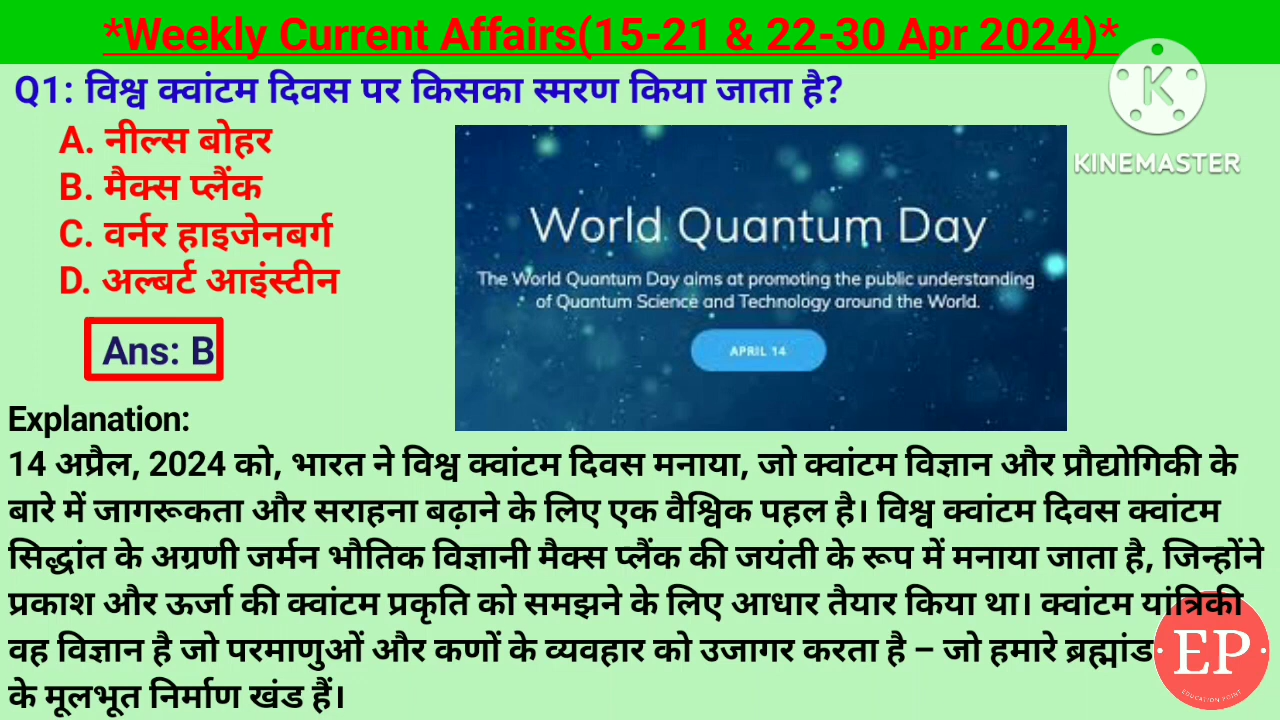 *Weekly Current Affairs(15-21 & 22-30 Apr 2024)*
Q1: विश्व क्वांटम दिवस पर किसका स्मरण किया जाता है?
A. नील्स बोहर
B. मैक्स प्लैंक
C. वर्नर हाइजेनबर्ग
D. अल्बर्ट आइंस्टीन
Ans: B
K
KINEMASTER
World Quantum Day
The World Quantum Day aims at promoting the public understanding
of Quantum Science and Technology around the World.
APRIL 14
Explanation:
14 अप्रैल, 2024 को, भारत ने विश्व क्वांटम दिवस मनाया, जो क्वांटम विज्ञान और प्रौद्योगिकी के
बारे में जागरूकता और सराहना बढ़ाने के लिए एक वैश्विक पहल है। विश्व क्वांटम दिवस क्वांटम
सिद्धांत के अग्रणी जर्मन भौतिक विज्ञानी मैक्स प्लैंक की जयंती के रूप में मनाया जाता है, जिन्होंने
प्रकाश और ऊर्जा की क्वांटम प्रकृति को समझने के लिए आधार तैयार किया था। क्वांटम यांत्रिकी
वह विज्ञान है जो परमाणुओं और कणों के व्यवहार को उजागर करता है – जो हमारे ब्रह्मांड
के मूलभूत निर्माण खंड हैं।
EP
EDUCATION POINT